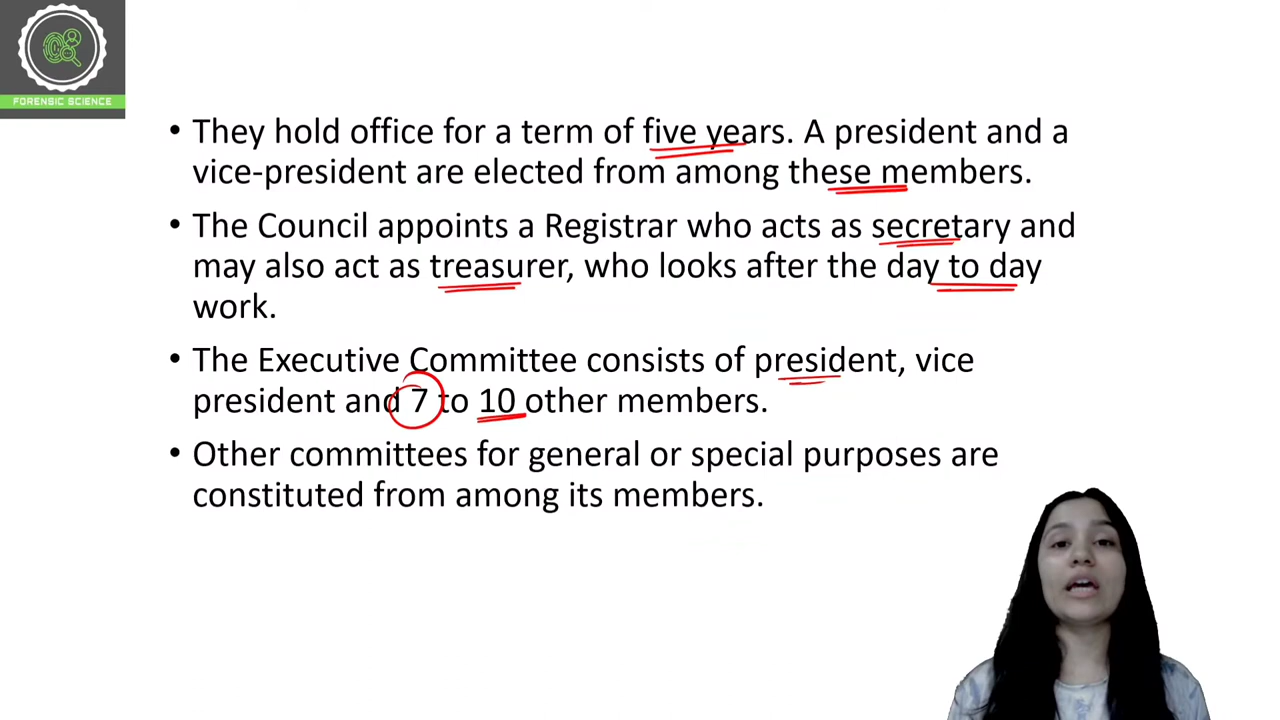 FORENSIC SCIENCE
• They hold office for a term of five years. A president and a
vice-president are elected from among these members.
• The Council appoints a Registrar who acts as secretary and
may also act as treasurer, who looks after the day to day
work.
• The Executive Committee consists of president, vice
president and 7 to 10 other members.
• Other committees for general or special purposes are
constituted from among its members.